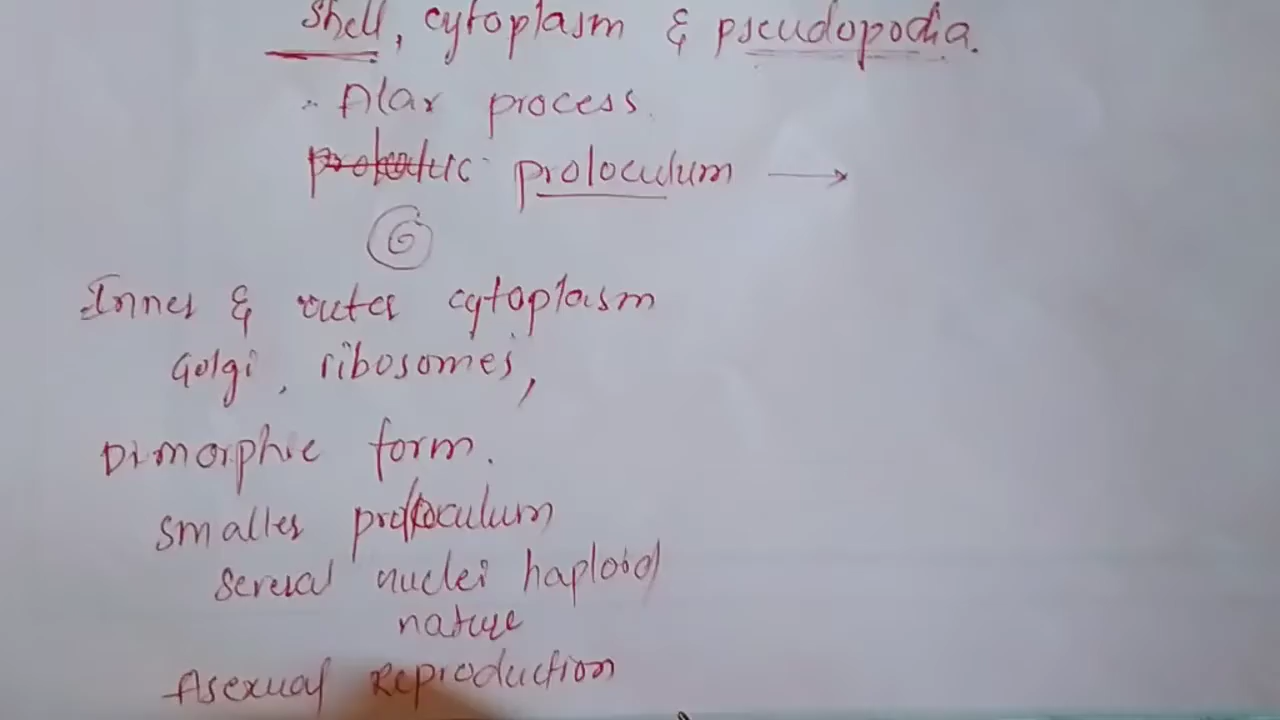 Shell, cytoplasm & pseudopodia.
Alar process.
proloculum →
Inner & outer cytoplasm
Golgi, ribosomes,
Dimorphic form.
smaller proloculum
several nuclei haploid
nature
Asexual Reproduction